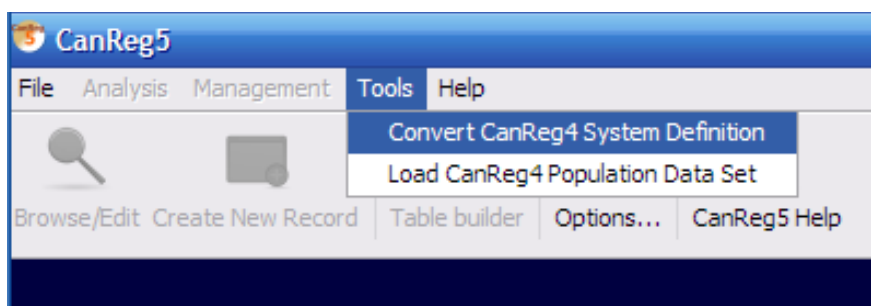 CanReg5
File Analysis Management Tools Help
Convert CanReg4 System Definition
Load CanReg4 Population Data Set
Browse/Edit Create New Record Table builder Options... CanReg5 Help